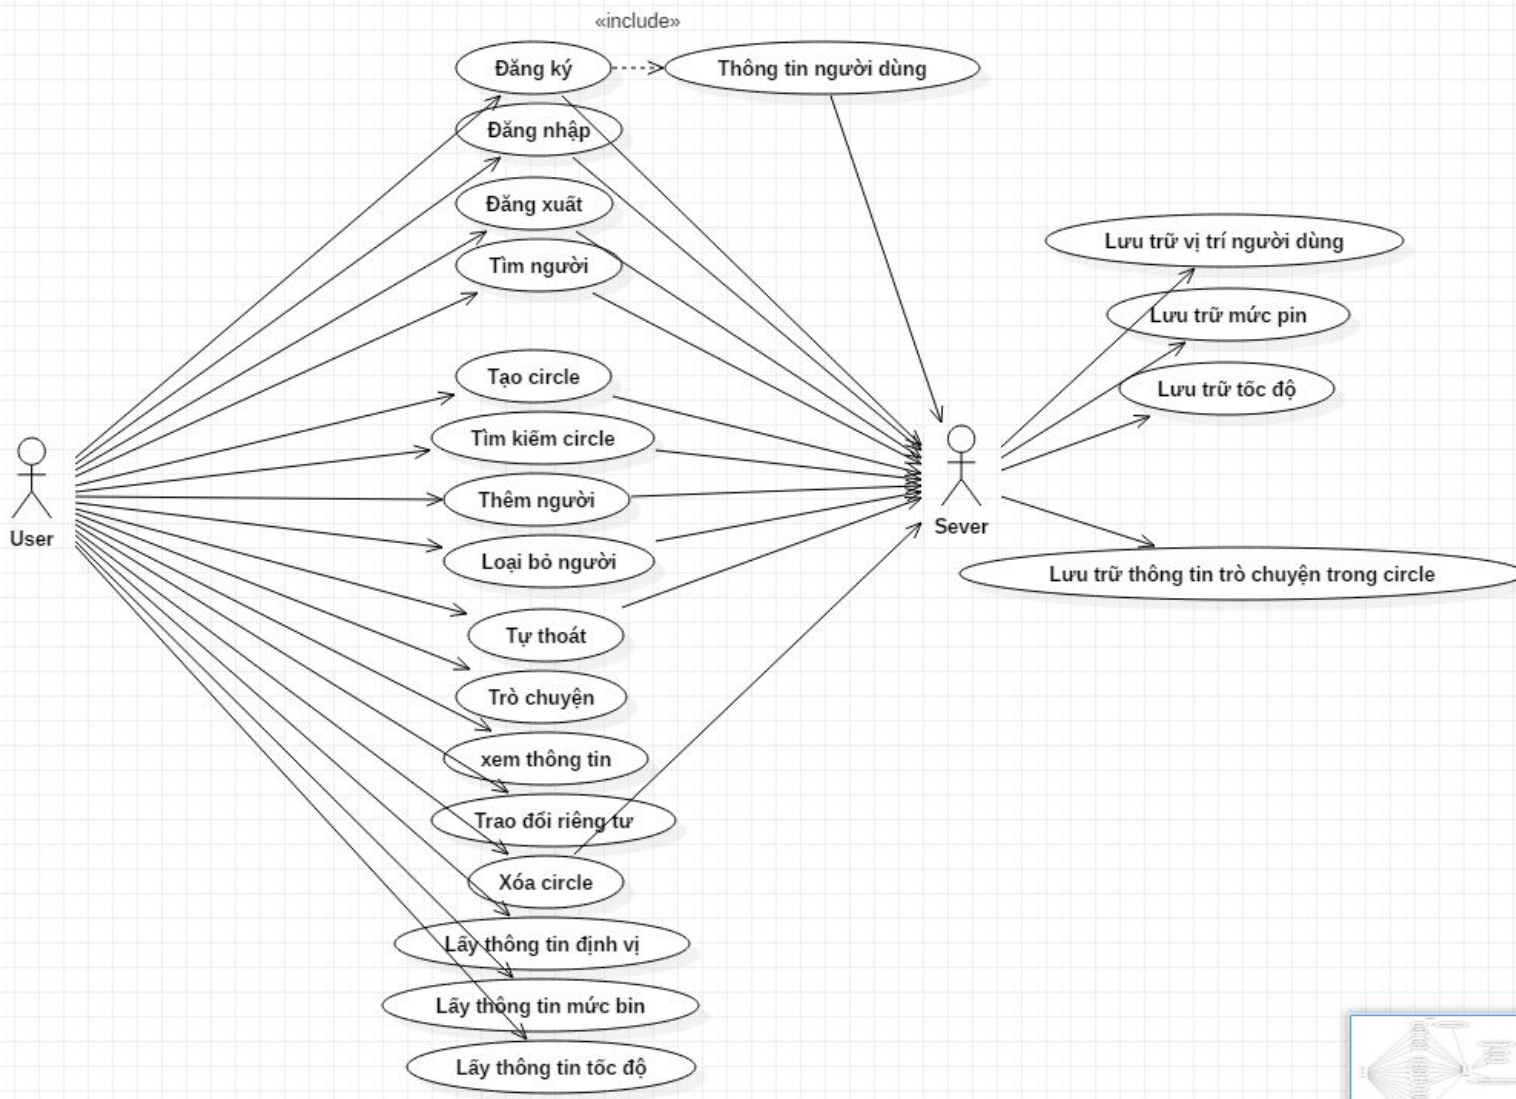 «include»
Đăng ký
Thông tin người dùng
Đăng nhập
Đăng xuất
Tìm người
Lưu trữ vị trí người dùng
Lưu trữ mức pin
Lưu trữ tốc độ
Tạo circle
Tìm kiếm circle
Thêm người
Loại bỏ người
User
Sever
Lưu trữ thông tin trò chuyện trong circle
Tự thoát
Trò chuyện
xem thông tin
Trao đổi riêng tư
Xóa circle
Lấy thông tin định vị
Lấy thông tin mức bin
Lấy thông tin tốc độ